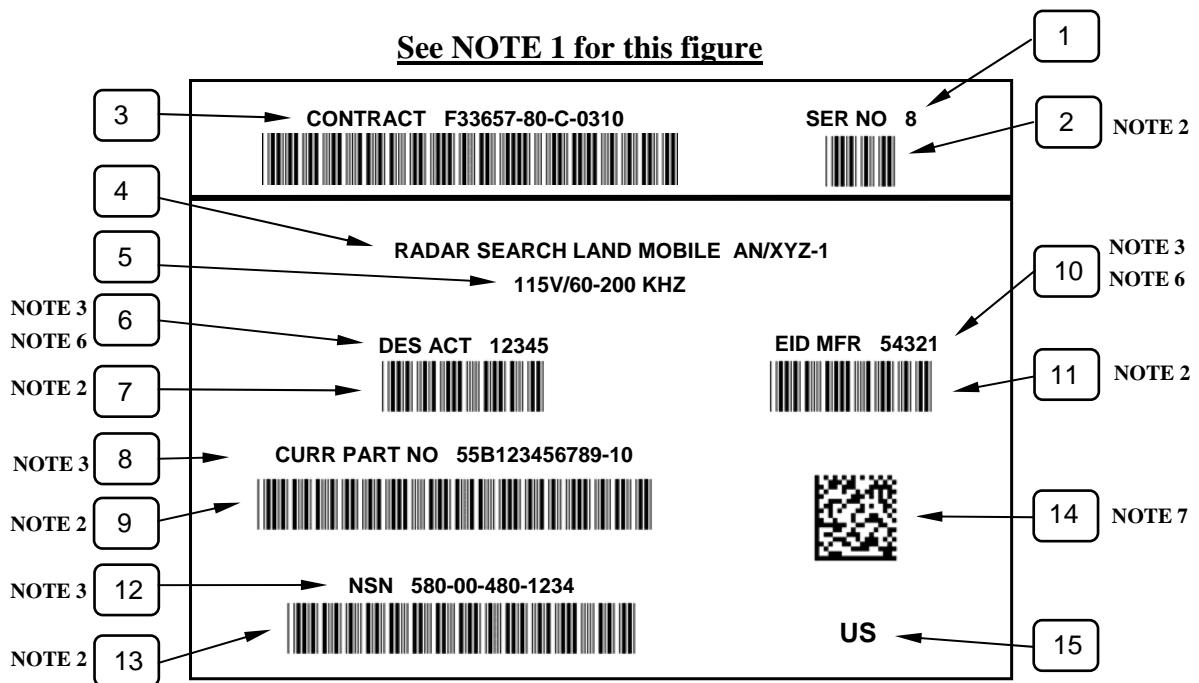 See NOTE 1 for this figure
1
3
CONTRACT F33657-80-C-0310
SER NO 8
2
NOTE 2
4
RADAR SEARCH LAND MOBILE AN/XYZ-1
5
115V/60-200 KHZ
10
NOTE 3
NOTE 6
NOTE 3
NOTE 6
6
DES ACT 12345
EID MFR 54321
NOTE 2
7
11
NOTE 2
NOTE 3
8
CURR PART NO 55B123456789-10
NOTE 2
9
14
NOTE 7
NOTE 3
12
NSN 580-00-480-1234
NOTE 2
13
US
15